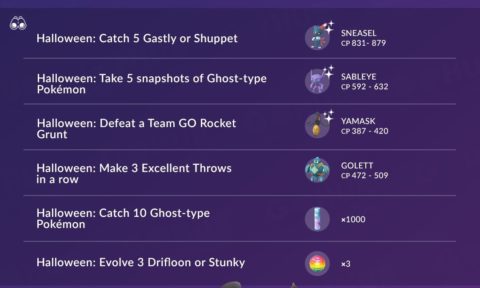 Halloween: Catch 5 Gastly or Shuppet
SNEASEL
CP 831- 879
Halloween: Take 5 snapshots of Ghost-type
Pokémon
SABLEYE
CP 592 - 632
Halloween: Defeat a Team GO Rocket
Grunt
YAMASK
CP 387 - 420
Halloween: Make 3 Excellent Throws
in a row
GOLETT
CP 472 - 509
Halloween: Catch 10 Ghost-type
Pokémon
×1000
Halloween: Evolve 3 Drifloon or Stunky
×3